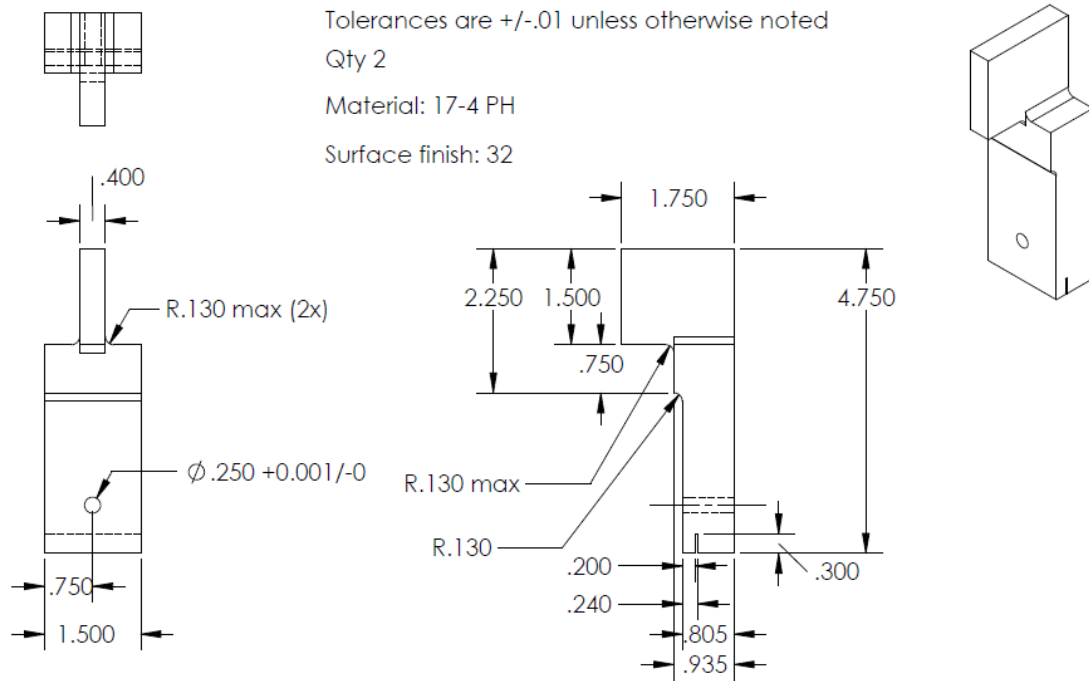 Tolerances are +/-.01 unless otherwise noted
Qty 2
Material: 17-4 PH
Surface finish: 32
.400
1.750
2.250
1.500
4.750
R.130 max (2x)
.750
Ø.250 +0.001/-0
R.130 max
R.130
.200
.300
.750
.240
1.500
.805
.935